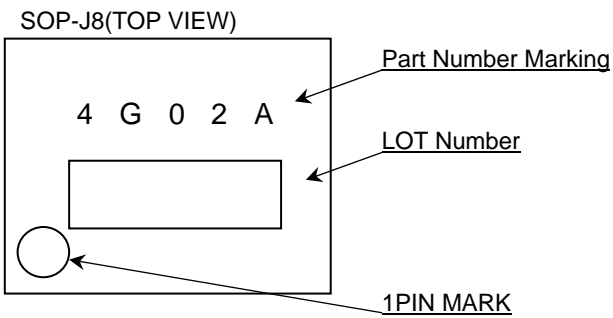 SOP-J8(TOP VIEW)
Part Number Marking
4 G 0 2 A
LOT Number
1PIN MARK